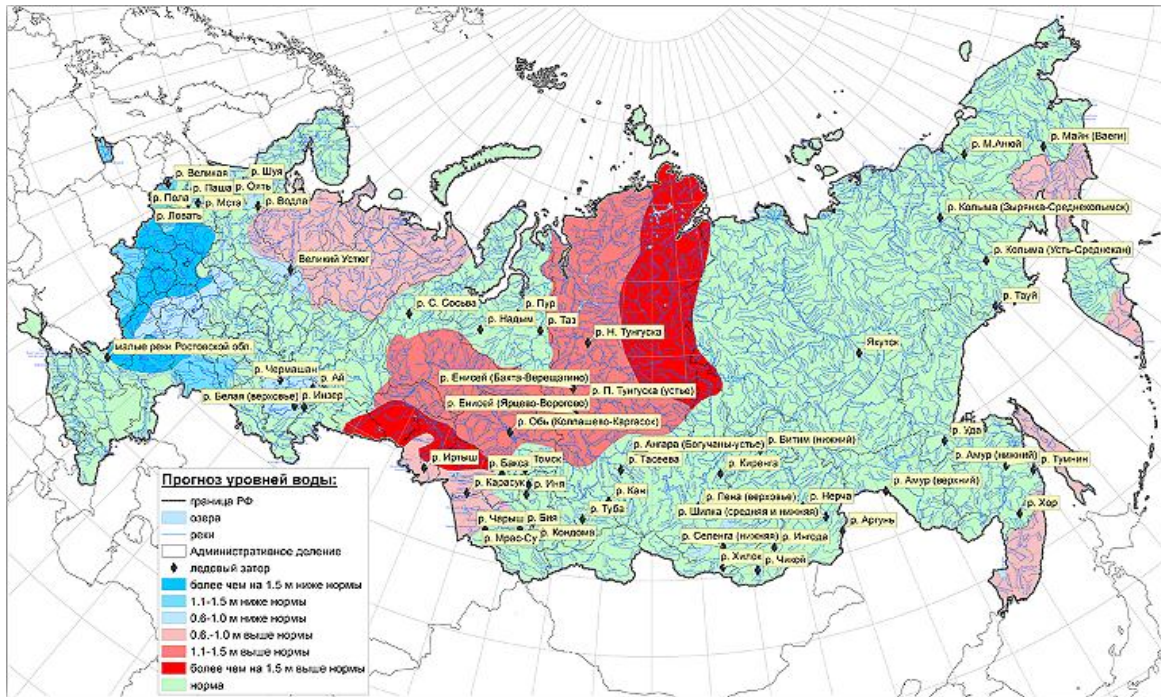 р. Майн (Ваеги)
р. М.Анюй
р. Великая
р. Шуя
р. Паша
р. Оять
р. Пола
р. Мста
р. Водла
р. Ловать
р. Колыма (Зырянка-Среднеколымск)
Великий Устюг
р. Колыма (Усть-Среднекан)
р. С. Сосьва
р. Пур
р. Тауй
р. Надым
р. Таз
р. Н. Тунгуска
малые реки Ростовской обл.
Якутск
р. Чермашан
р. Ай
р. Енисей (Бахта-Верещагино)
р. П. Тунгуска (устье)
р. Белая (верховье)
р. Инзер
р. Енисей (Ярцево-Ворогово)
р. Обь (Колпашево-Каргасок)
р. Ангара (Богучаны-устье)
р. Витим (нижний)
р. Уда
р. Иртыш
р. Бакса
Томск
р. Тасеева
р. Киренга
р. Амур (нижний)
р. Тумнин
р. Карасук
р. Иня
р. Кан
р. Лена (верховье)
р. Нерча
р. Амур (верхний)
р. Туба
р. Шилка (средняя и нижняя)
р. Аргунь
р. Хор
р. Чарыш
р. Бия
р. Мрас-Су
р. Кондома
р. Селенга (нижняя)
р. Ингода
р. Хилок
р. Чикой
Прогноз уровней воды:
граница РФ
озера
реки
Административное деление
ледовый затор
более чем на 1.5 м ниже нормы
1.1-1.5 м ниже нормы
0.6-1.0 м ниже нормы
0.6.-1.0 м выше нормы
1.1-1.5 м выше нормы
более чем на 1.5 м выше нормы
норма